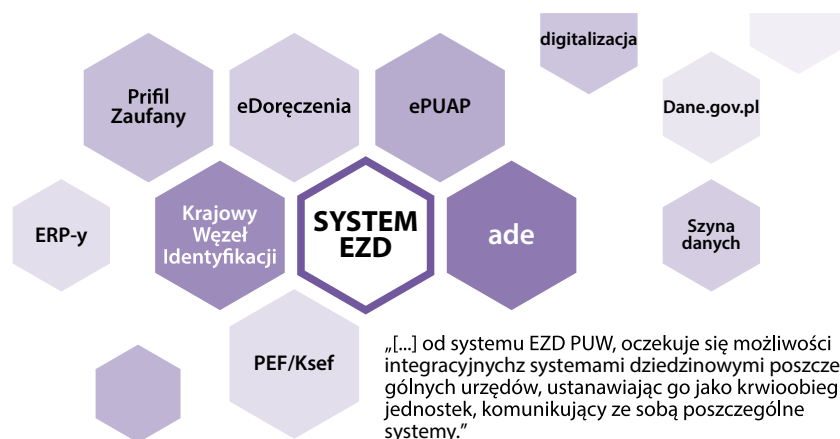 digitalizacja
Prifil
Zaufany
eDoręczenia
ePUAP
Dane.gov.pl
ERP-y
Krajowy
Węzeł
Identyfikacji
SYSTEM
EZD
ade
Szyna
danych
PEF/Ksef
„[...] od systemu EZD PUW, oczekuje się możliwości
integracyjnychz systemami dziedzinowymi poszcze
gólnych urzędów, ustanawiając go jako krwioobieg
jednostek, komunikujący ze sobą poszczególne
systemy.”